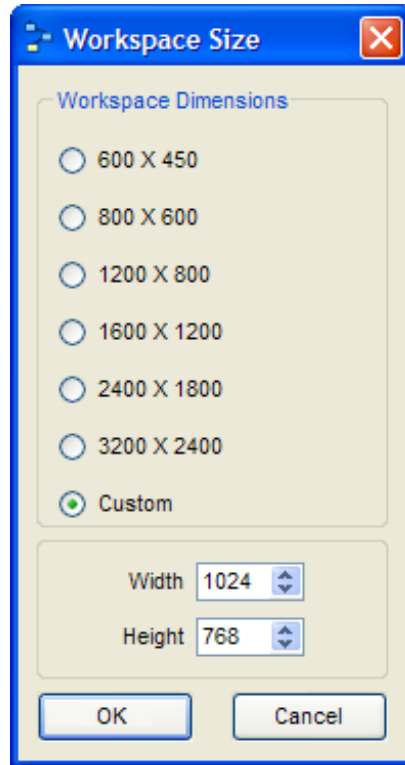 Workspace Size
Workspace Dimensions
600 X 450
800 X 600
1200 X 800
1600 X 1200
2400 X 1800
3200 X 2400
Custom
Width 1024
Height 768
OK Cancel